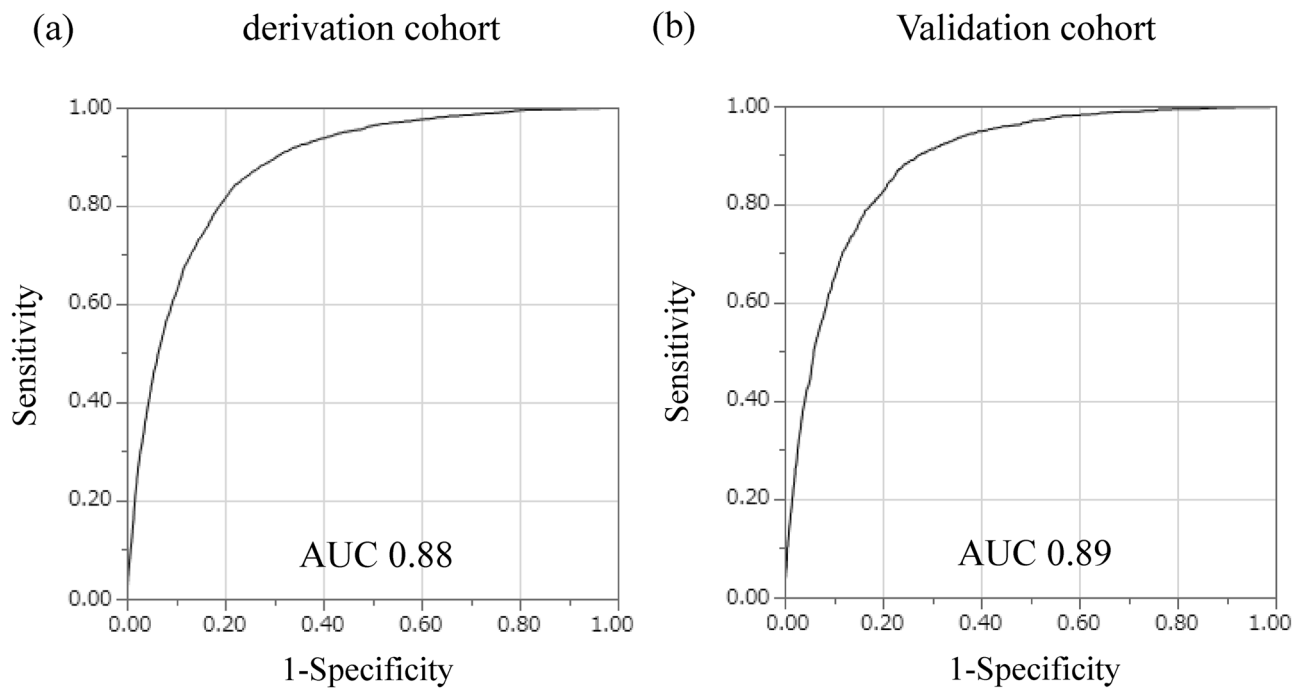 (a) derivation cohort
1.00
0.80
0.60
0.40
0.20
0.00
Sensitivity
AUC 0.88
0.00 0.20 0.40 0.60 0.80 1.00
1-Specificity
(b) Validation cohort
1.00
0.80
0.60
0.40
0.20
0.00
Sensitivity
AUC 0.89
0.00 0.20 0.40 0.60 0.80 1.00
1-Specificity